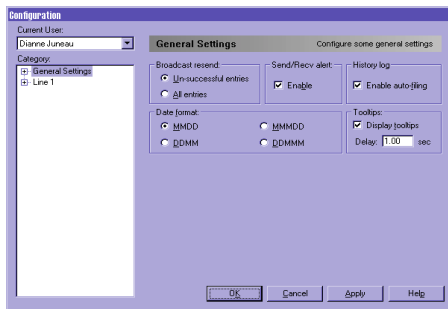 Configuration
Current User:
Dianne Juneau
Category:
General Settings
Line 1
General Settings
Configure some general settings
Broadcast resend:
Un-successful entries
All entries
Send/Recv alert:
Enable
History log
Enable auto-filing
Date format:
MMDD
MMMDD
DDMM
DDMMM
Tooltips:
Display tooltips
Delay: 1.00 sec
OK
Cancel
Apply
Help